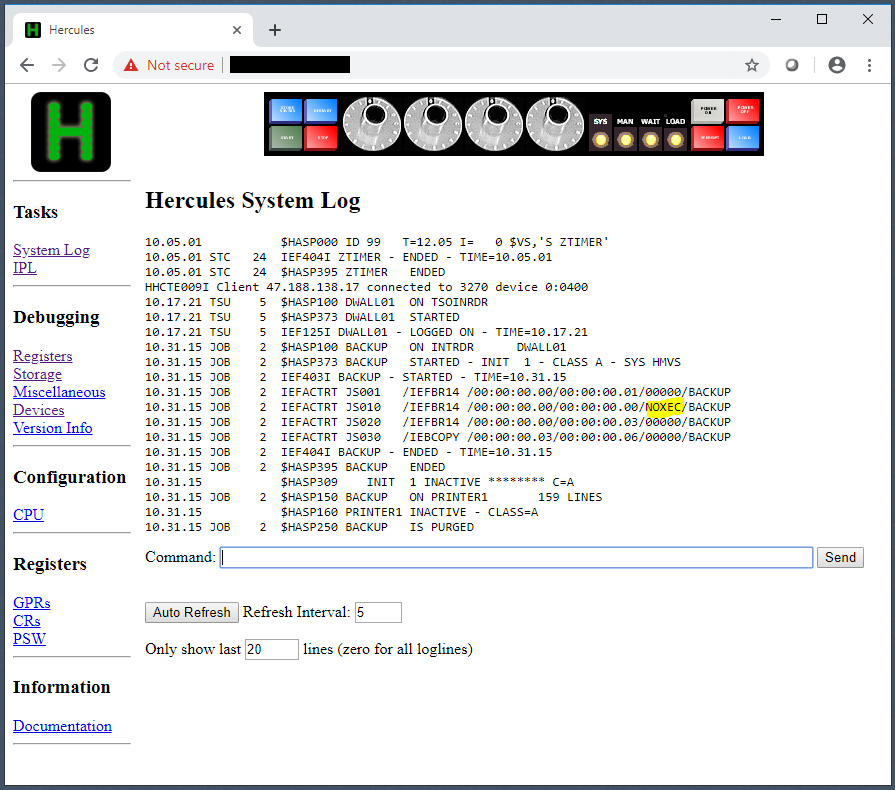 Hercules
Not secure
STORE STATUS RESTART START STOP
SYS MAN WAIT LOAD
POWER ON POWER OFF INTERRUPT LOAD
H
Tasks
System Log
IPL
Debugging
Registers
Storage
Miscellaneous
Devices
Version Info
Configuration
CPU
Registers
GPRs
CRs
PSW
Information
Documentation
Hercules System Log
10.05.01           $HASP000 ID 99   T=12.05 I=   0 $VS,'S ZTIMER'
10.05.01 STC   24  IEF404I ZTIMER - ENDED - TIME=10.05.01
10.05.01 STC   24  $HASP395 ZTIMER   ENDED
HHCTE009I Client 47.188.138.17 connected to 3270 device 0:0400
10.17.21 TSU    5  $HASP100 DWALL01  ON TSOINRDR
10.17.21 TSU    5  $HASP373 DWALL01  STARTED
10.17.21 TSU    5  IEF125I DWALL01 - LOGGED ON - TIME=10.17.21
10.31.15 JOB    2  $HASP100 BACKUP   ON INTRDR      DWALL01
10.31.15 JOB    2  $HASP373 BACKUP   STARTED - INIT  1 - CLASS A - SYS HMVS
10.31.15 JOB    2  IEF403I BACKUP - STARTED - TIME=10.31.15
10.31.15 JOB    2  IEFACTRT JS001   /IEFBR14 /00:00:00.00/00:00:00.01/00000/BACKUP
10.31.15 JOB    2  IEFACTRT JS010   /IEFBR14 /00:00:00.00/00:00:00.00/NOXEC/BACKUP
10.31.15 JOB    2  IEFACTRT JS020   /IEFBR14 /00:00:00.00/00:00:00.03/00000/BACKUP
10.31.15 JOB    2  IEFACTRT JS030   /IEBCOPY /00:00:00.03/00:00:00.06/00000/BACKUP
10.31.15 JOB    2  IEF404I BACKUP - ENDED - TIME=10.31.15
10.31.15 JOB    2  $HASP395 BACKUP   ENDED
10.31.15           $HASP309    INIT  1 INACTIVE ******** C=A
10.31.15 JOB    2  $HASP150 BACKUP   ON PRINTER1       159 LINES
10.31.15           $HASP160 PRINTER1 INACTIVE - CLASS=A
10.31.15 JOB    2  $HASP250 BACKUP   IS PURGED
Command: Send
Auto Refresh Refresh Interval: 5
Only show last 20 lines (zero for all loglines)